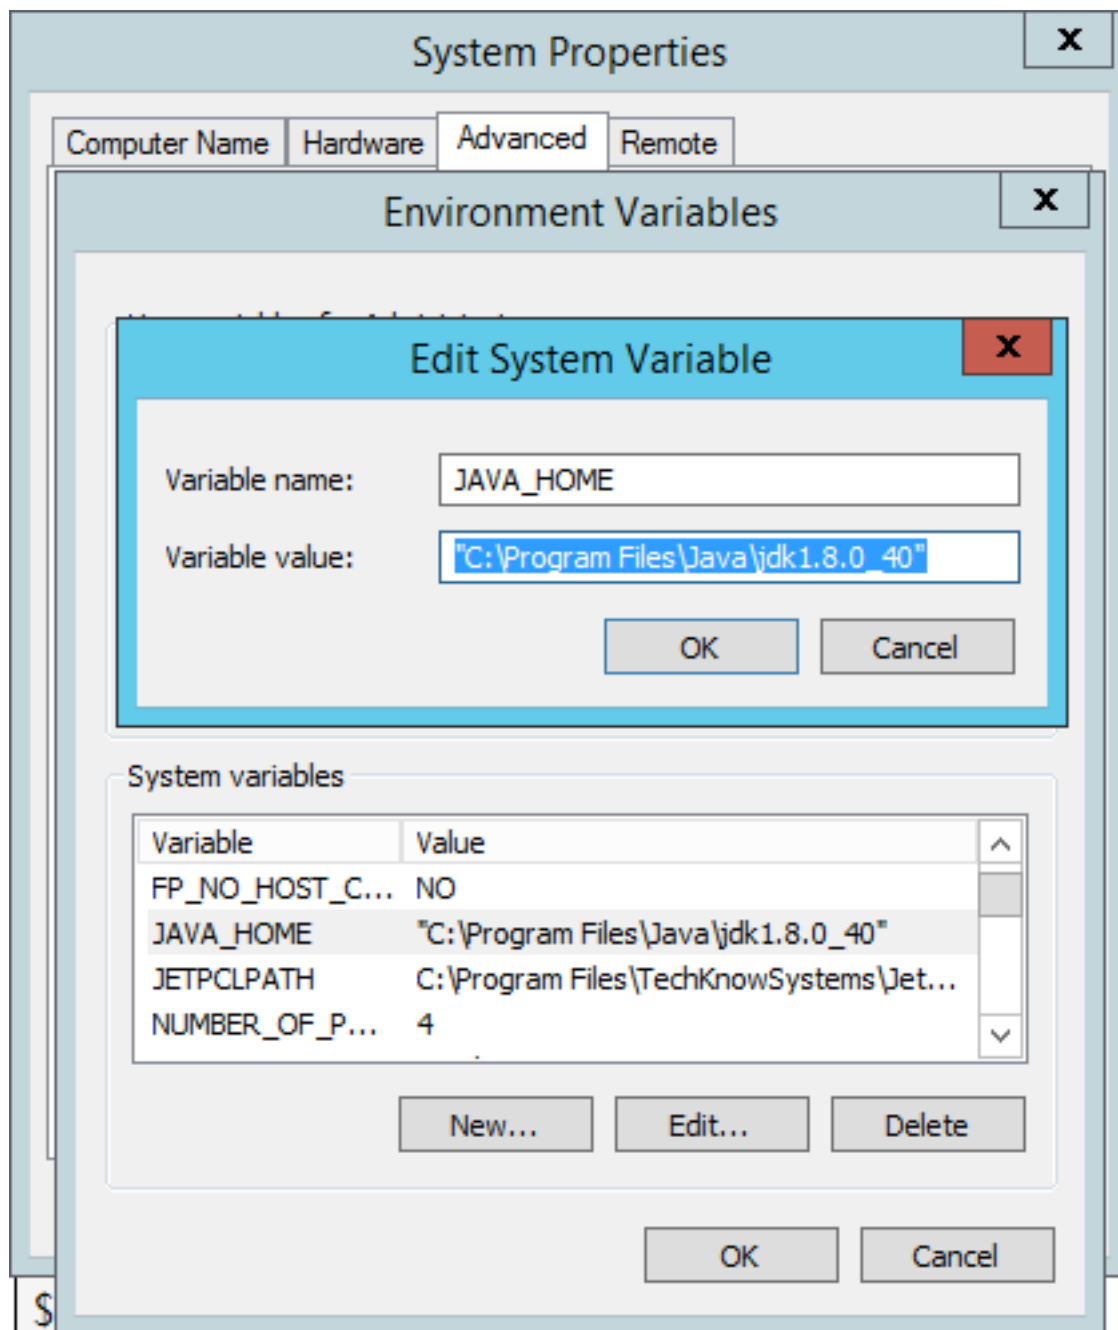 System Properties
x
Computer Name Hardware Advanced Remote
Environment Variables
x
Edit System Variable
x
Variable name: JAVA_HOME
Variable value: "C:\Program Files\Java\jdk1.8.0_40"
OK Cancel
System variables
Variable Value
FP_NO_HOST_C... NO
JAVA_HOME "C:\Program Files\Java\jdk1.8.0_40"
JETPCLPATH C:\Program Files\TechKnowSystems\Jet...
NUMBER_OF_P... 4
New... Edit... Delete
OK Cancel
$